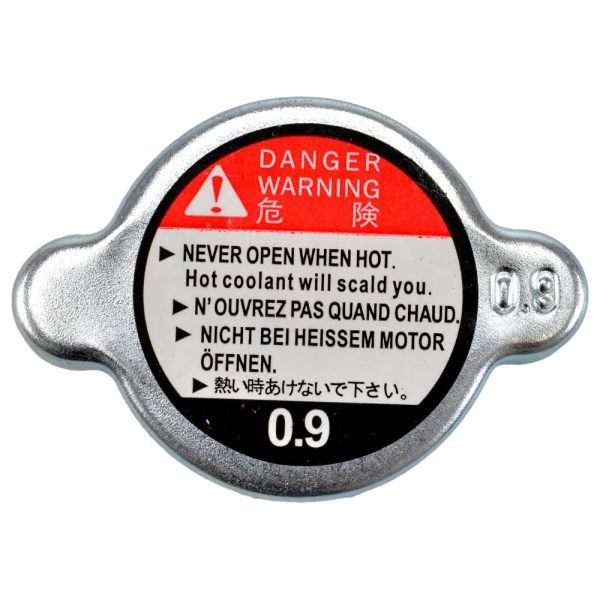 DANGER
WARNING
危 険
▶ NEVER OPEN WHEN HOT.
Hot coolant will scald you.
▶ N'OUVREZ PAS QUAND CHAUD.
▶ NICHT BEI HEISSEM MOTOR
ÖFFNEN.
▶ 熱い時あけないで下さい。
0.9
0.9